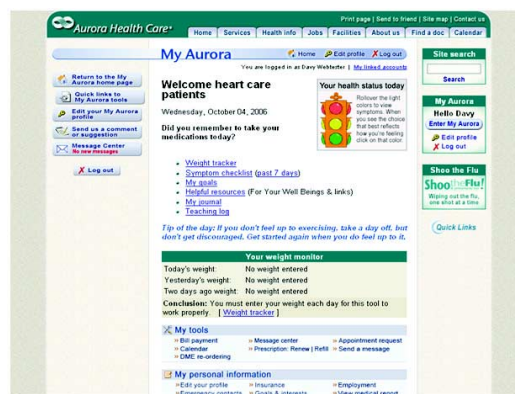 Print page | Send to friend | Site map | Contact us
Aurora Health Care®
Home Services Health info Jobs Facilities About us Find a doc Calendar
My Aurora
Home Edit profile Log out
You are logged in as Davy Webtester | My linked accounts
Return to the My Aurora home page
Quick links to My Aurora tools
Edit your My Aurora profile
Send us a comment or suggestion
Message Center
No new messages
Log out
Welcome heart care patients
Wednesday, October 04, 2006
Did you remember to take your medications today?
Your health status today
Rollover the light
colors to view
symptoms. When
you see the choice
that best reflects
how you're feeling
click on that color.
Weight tracker
Symptom checklist (past 7 days)
My goals
Helpful resources (For Your Well Beings & links)
My journal
Teaching log
Tip of the day: If you don't feel up to exercising, take a day off, but
don't get discouraged. Get started again when you do feel up to it.
Your weight monitor
Today's weight: No weight entered
Yesterday's weight: No weight entered
Two days ago weight: No weight entered
Conclusion: You must enter your weight each day for this tool to
work properly. [ Weight tracker ]
My tools
Bill payment Message center Appointment request
Calendar Prescription: Renew | Refill Send a message
DME re-ordering
My personal information
Edit your profile Insurance Employment
Emergency contacts Goals & interests View medical report
Site search
Search
My Aurora
Hello Davy
Enter My Aurora
Edit Profile
Log out
Shoo the Flu
Shoo the Flu!
Wiping out the flu,
one shot at a time
Quick Links